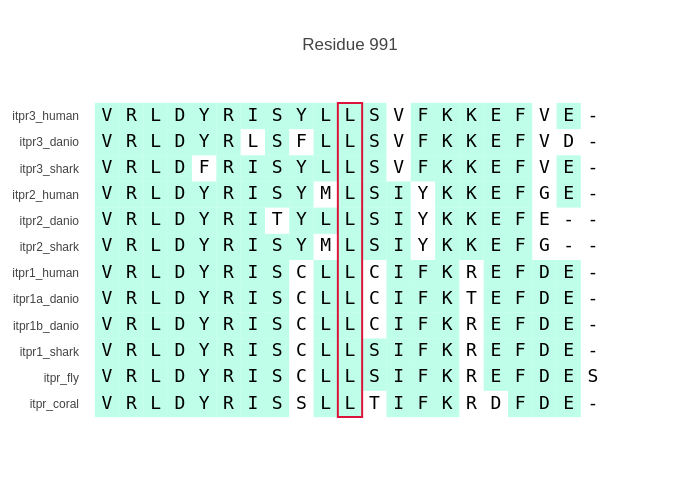 Residue 991
itpr3_human V R L D Y R I S Y L L S V F K K E F V E -
itpr3_danio V R L D Y R L S F L L S V F K K E F V D -
itpr3_shark V R L D F R I S Y L L S V F K K E F V E -
itpr2_human V R L D Y R I S Y M L S I Y K K E F G E -
itpr2_danio V R L D Y R I T Y L L S I Y K K E F E - -
itpr2_shark V R L D Y R I S Y M L S I Y K K E F G - -
itpr1_human V R L D Y R I S C L L C I F K R E F D E -
itpr1a_danio V R L D Y R I S C L L C I F K T E F D E -
itpr1b_danio V R L D Y R I S C L L C I F K R E F D E -
itpr1_shark V R L D Y R I S C L L S I F K R E F D E -
itpr_fly V R L D Y R I S C L L S I F K R E F D E S
itpr_coral V R L D Y R I S S L L T I F K R D F D E -